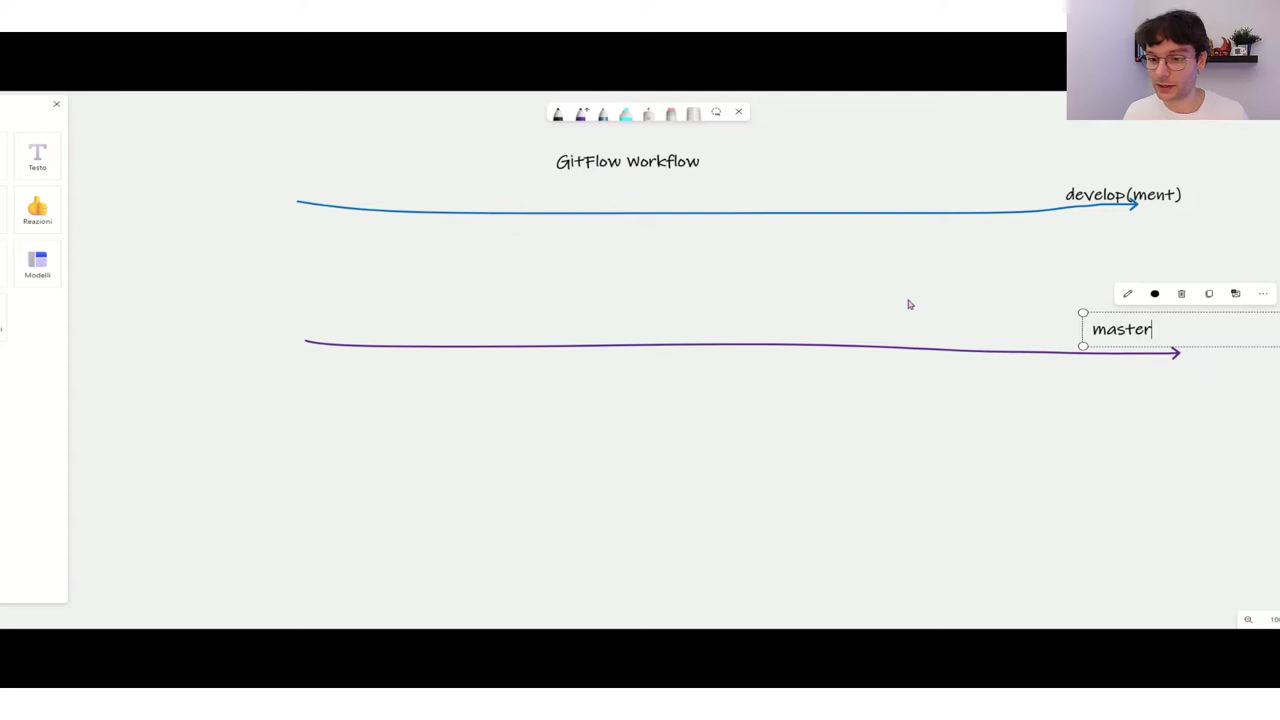 GitFlow Workflow
develop(ment)
master
Testo
Reazioni
Modelli